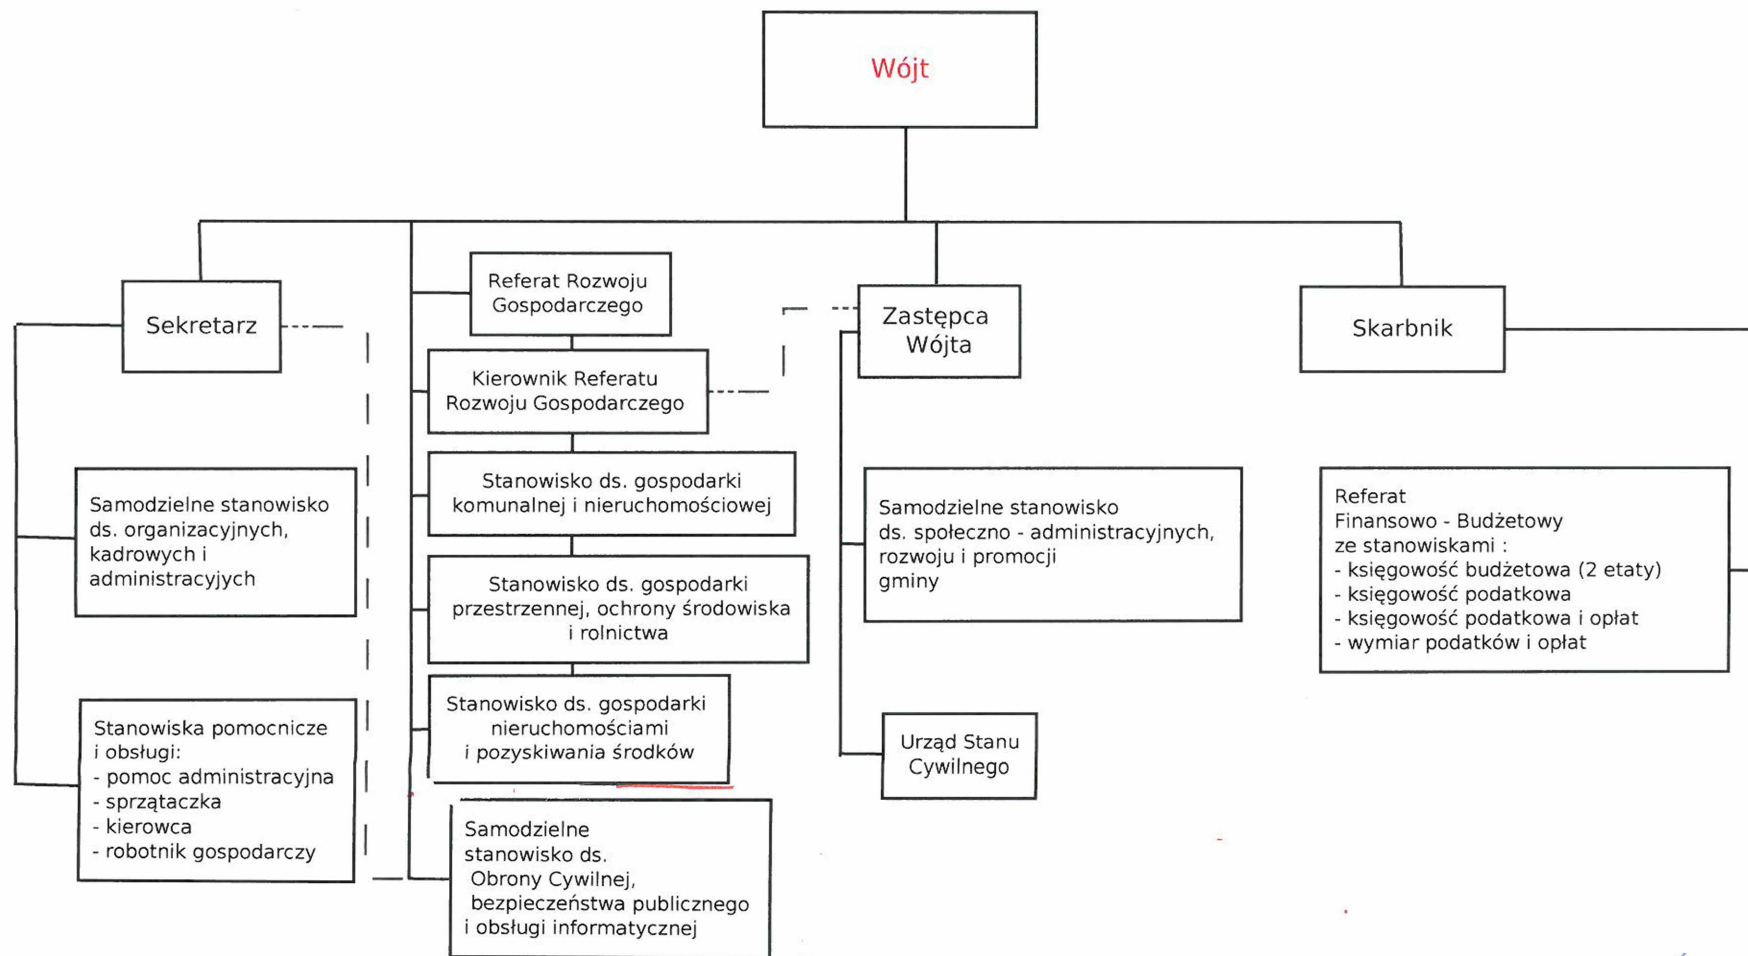 Wójt
Sekretarz
Samodzielne stanowisko
ds. organizacyjnych,
kadrowych i
administracyjych
Stanowiska pomocnicze
i obsługi:
- pomoc administracyjna
- sprzątaczka
- kierowca
- robotnik gospodarczy
Referat Rozwoju
Gospodarczego
Kierownik Referatu
Rozwoju Gospodarczego
Stanowisko ds. gospodarki
komunalnej i nieruchomościowej
Stanowisko ds. gospodarki
przestrzennej, ochrony środowiska
i rolnictwa
Stanowisko ds. gospodarki
nieruchomościami
i pozyskiwania środków
Samodzielne
stanowisko ds.
Obrony Cywilnej,
bezpieczeństwa publicznego
i obsługi informatycznej
Zastępca
Wójta
Samodzielne stanowisko
ds. społeczno - administracyjnych,
rozwoju i promocji
gminy
Urząd Stanu
Cywilnego
Skarbnik
Referat
Finansowo - Budżetowy
ze stanowiskami :
- księgowość budżetowa (2 etaty)
- księgowość podatkowa
- księgowość podatkowa i opłat
- wymiar podatków i opłat